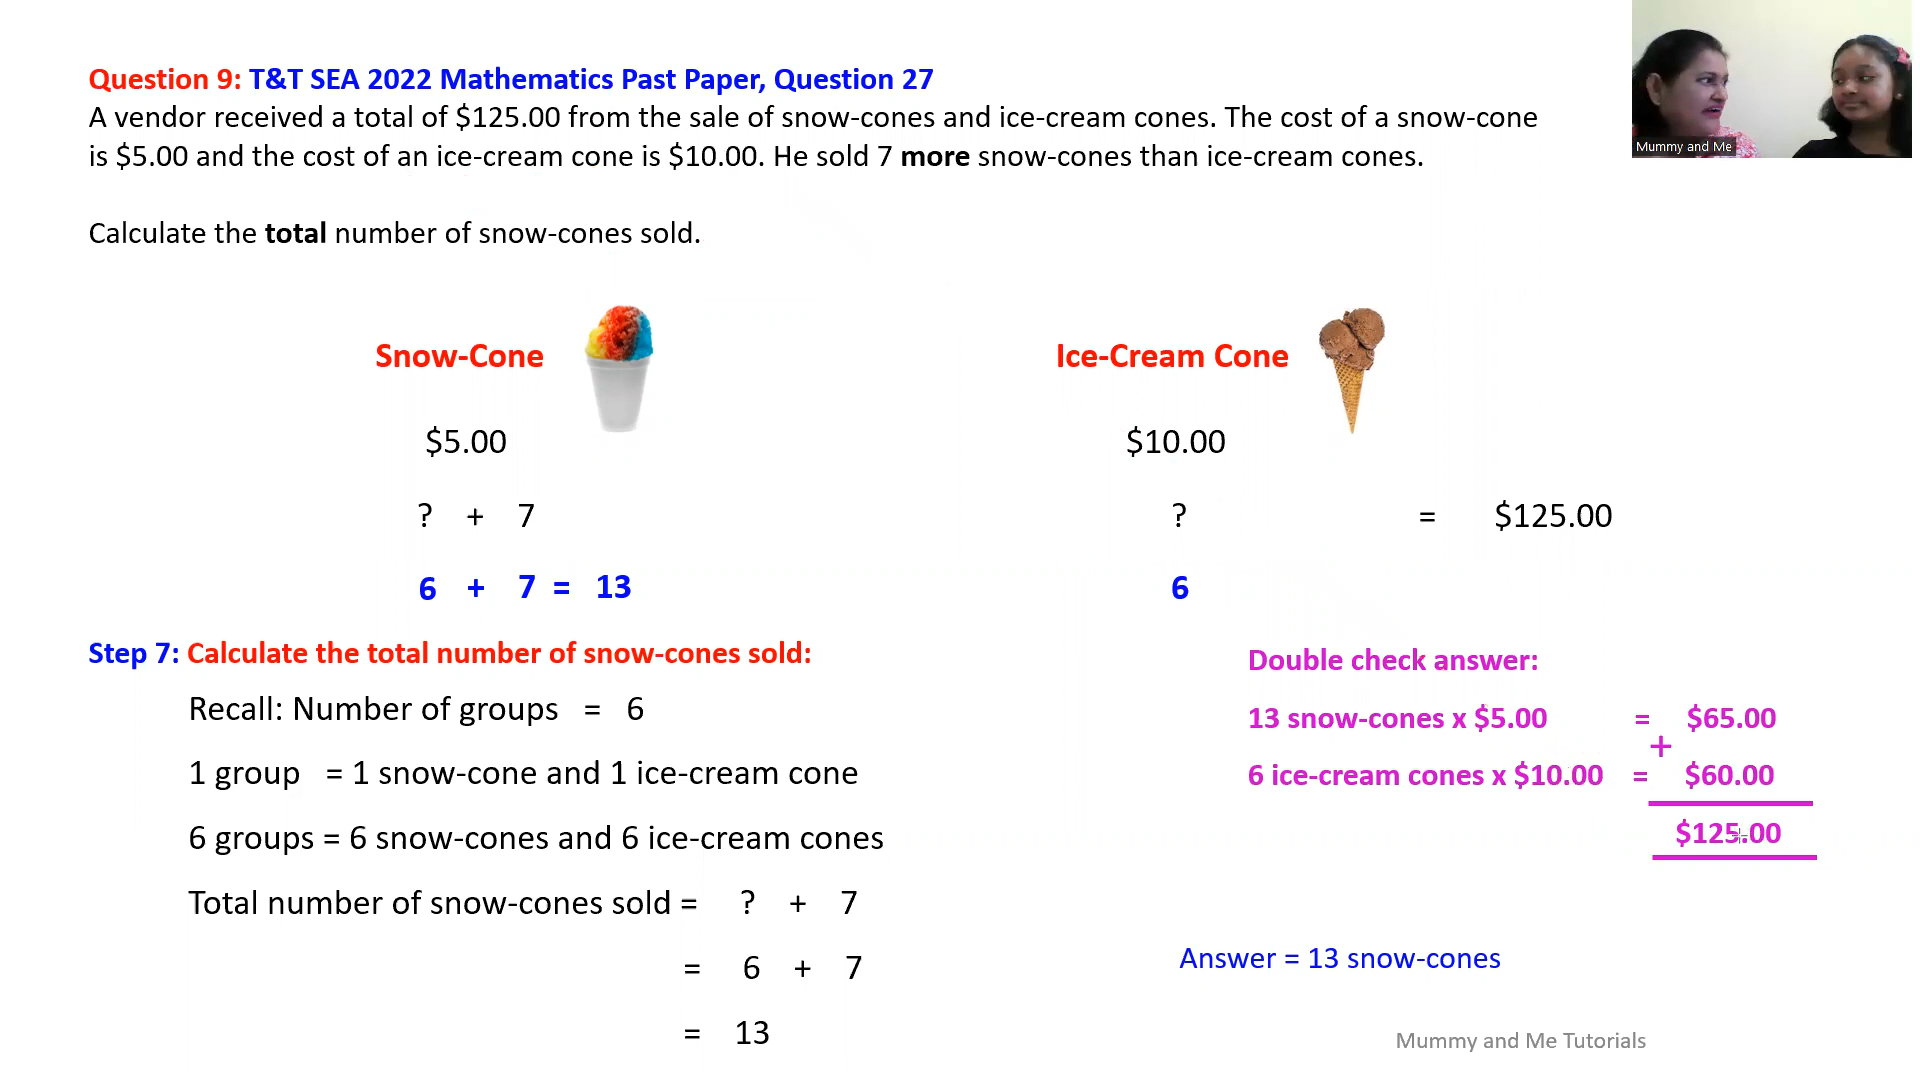 Question 9: T&T SEA 2022 Mathematics Past Paper, Question 27
A vendor received a total of $125.00 from the sale of snow-cones and ice-cream cones. The cost of a snow-cone
is $5.00 and the cost of an ice-cream cone is $10.00. He sold 7 more snow-cones than ice-cream cones.
Calculate the total number of snow-cones sold.
Mummy and Me
Snow-Cone
Ice-Cream Cone
$5.00
$10.00
? + 7
? = $125.00
6 + 7 = 13
6
Step 7: Calculate the total number of snow-cones sold:
Recall: Number of groups = 6
1 group = 1 snow-cone and 1 ice-cream cone
6 groups = 6 snow-cones and 6 ice-cream cones
Total number of snow-cones sold = ? + 7
= 6 + 7
= 13
Double check answer:
13 snow-cones x $5.00 = $65.00
+
6 ice-cream cones x $10.00 = $60.00
$125.00
Answer = 13 snow-cones
Mummy and Me Tutorials